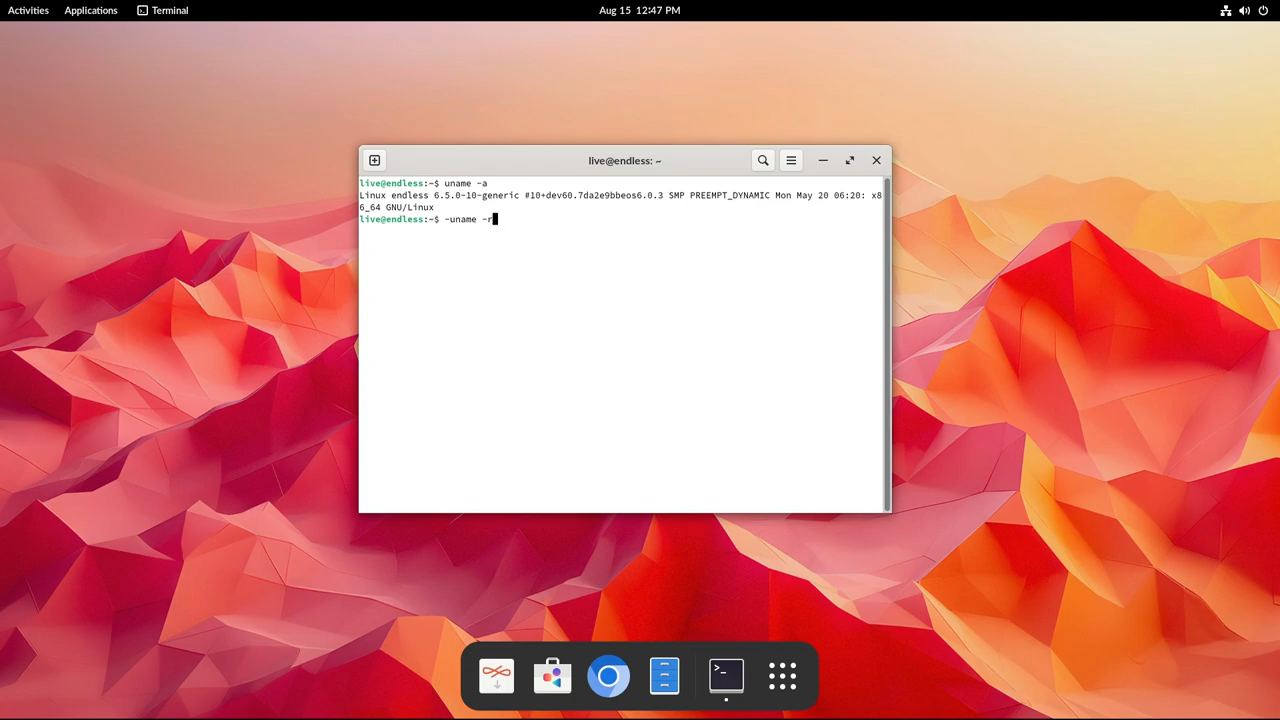 Activities Applications Terminal Aug 15 12:47 PM
live@endless: ~
live@endless:~$ uname -a
Linux endless 6.5.0-10-generic #10+dev60.7da2e9bbeos6.0.3 SMP PREEMPT_DYNAMIC Mon May 20 06:20: x8
6_64 GNU/Linux
live@endless:~$ -uname -r
>_